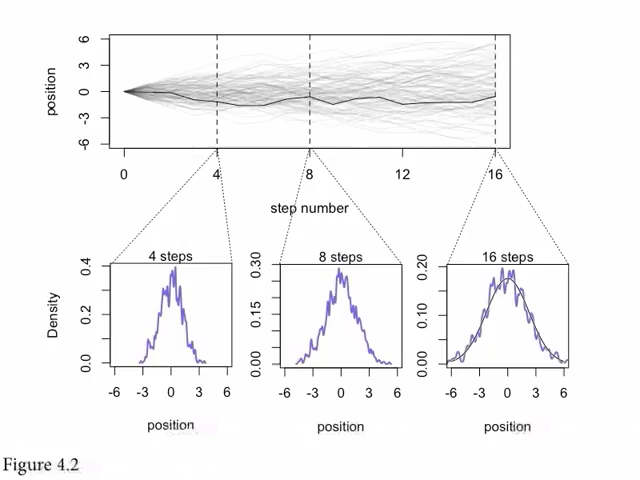 position
6
3
0
-3
-6
0 4 8 12 16
step number
4 steps
8 steps
16 steps
Density
0.0 0.2 0.4
0.00 0.15 0.30
0.00 0.10 0.20
-6 -3 0 3 6
-6 -3 0 3 6
-6 -3 0 3 6
position
position
position
Figure 4.2